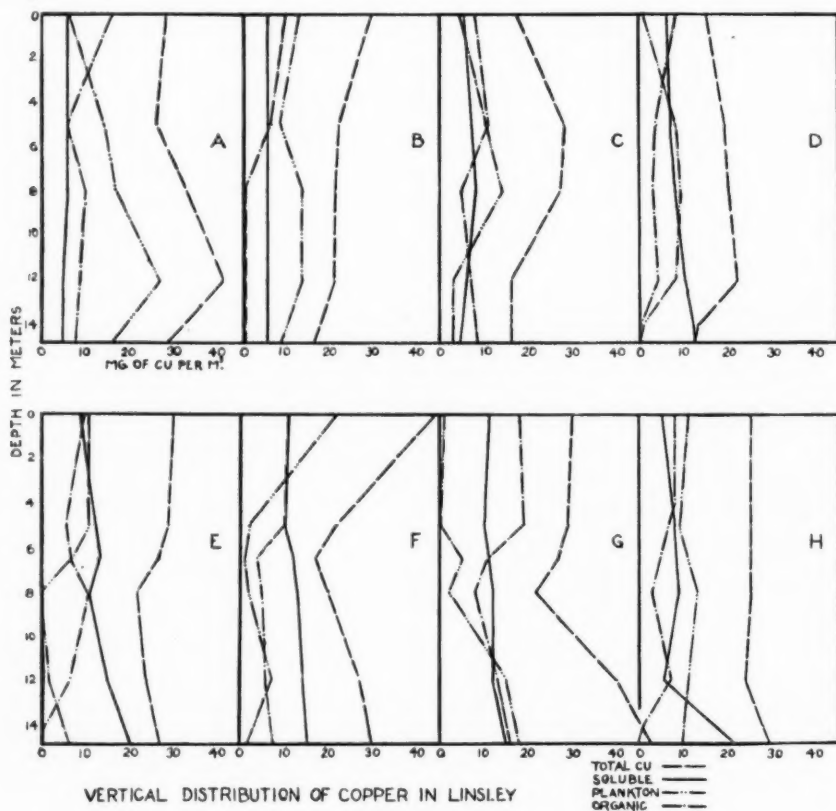 0
2
4
6
8
10
12
14
A
B
C
D
0 10 20 30 40 0 10 20 30 40 0 10 20 30 40 0 10 20 30 40
MG OF CU PER M³
DEPTH IN METERS
0
2
4
6
8
10
12
14
E
F
G
H
0 10 20 30 40 0 10 20 30 40 0 10 20 30 40 0 10 20 30 40
VERTICAL DISTRIBUTION OF COPPER IN LINSLEY
TOTAL CU
SOLUBLE
PLANKTON
ORGANIC